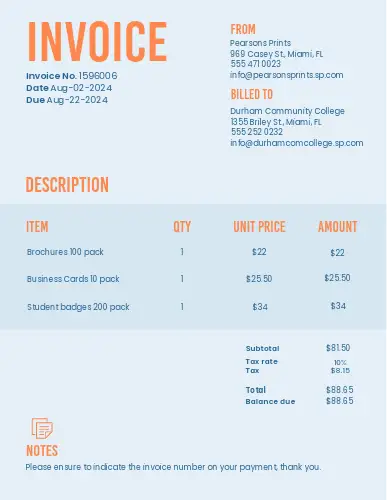 INVOICE
Invoice No. 1596006
Date Aug-02-2024
Due Aug-22-2024
FROM
Pearsons Prints
969 Casey St., Miami, FL
555 471 0023
info@pearsonsprints.sp.com
BILLED TO
Durham Community College
1355 Briley St., Miami, FL
555 252 0232
info@durhamcomcollege.sp.com
DESCRIPTION
ITEM QTY UNIT PRICE AMOUNT
Brochures 100 pack 1 $22 $22
Business Cards 10 pack 1 $25.50 $25.50
Student badges 200 pack 1 $34 $34
Subtotal $81.50
Tax rate 10%
Tax $8.15
Total $88.65
Balance due $88.65
NOTES
Please ensure to indicate the invoice number on your payment, thank you.